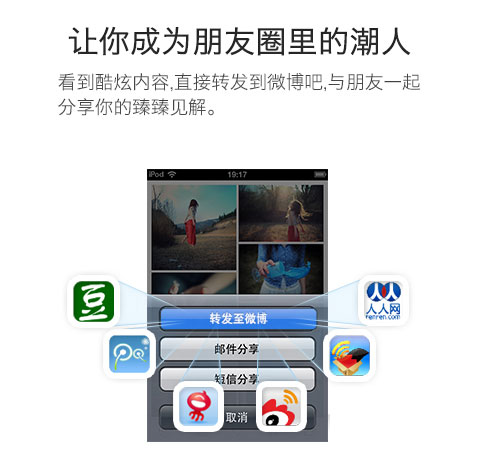 让你成为朋友圈里的潮人
看到酷炫内容,直接转发到微博吧,与朋友一起
分享你的臻臻见解。
iPod 19:17
豆
转发至微博
人人网
renren.com
邮件分享
短信分享
取消